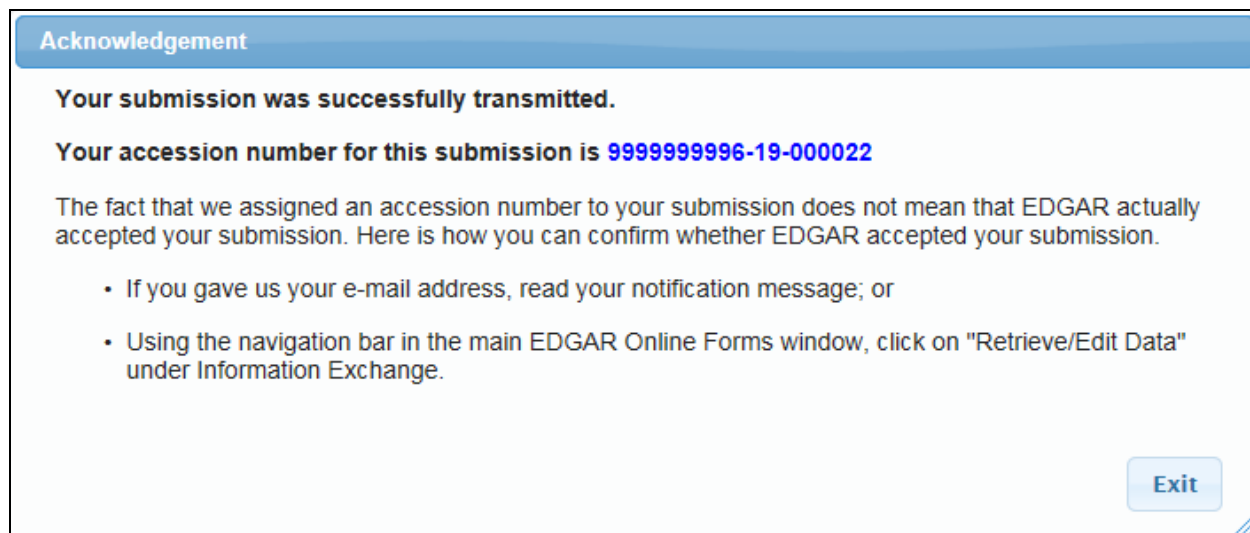 Acknowledgement
Your submission was successfully transmitted.
Your accession number for this submission is 9999999996-19-000022
The fact that we assigned an accession number to your submission does not mean that EDGAR actually
accepted your submission. Here is how you can confirm whether EDGAR accepted your submission.
• If you gave us your e-mail address, read your notification message; or
• Using the navigation bar in the main EDGAR Online Forms window, click on "Retrieve/Edit Data"
under Information Exchange.
Exit